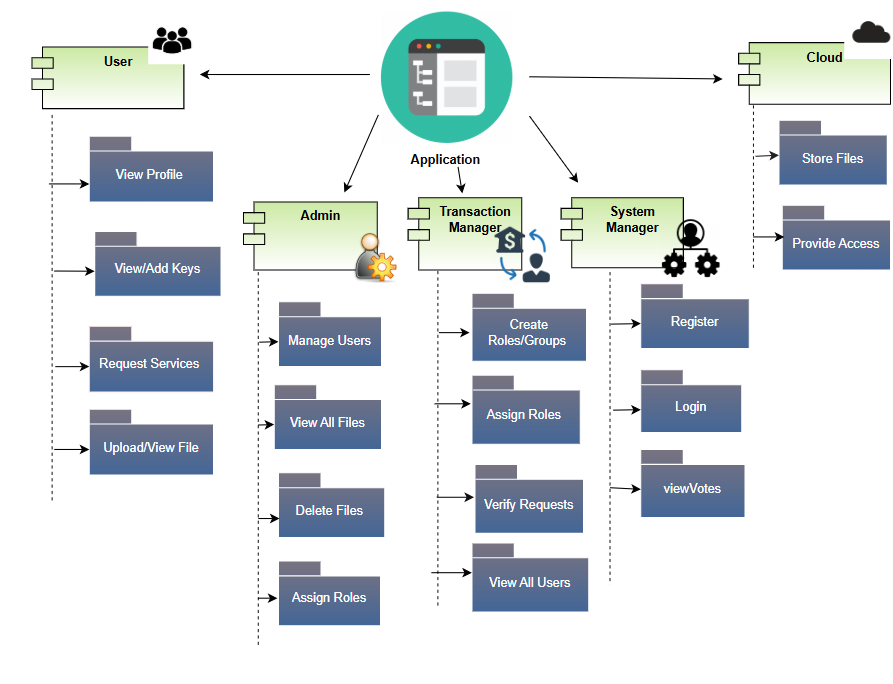 User
Cloud
Application
View Profile
View/Add Keys
Request Services
Upload/View File
Admin
Manage Users
View All Files
Delete Files
Assign Roles
Transaction
Manager
Create
Roles/Groups
Assign Roles
Verify Requests
View All Users
System
Manager
Register
Login
viewVotes
Store Files
Provide Access